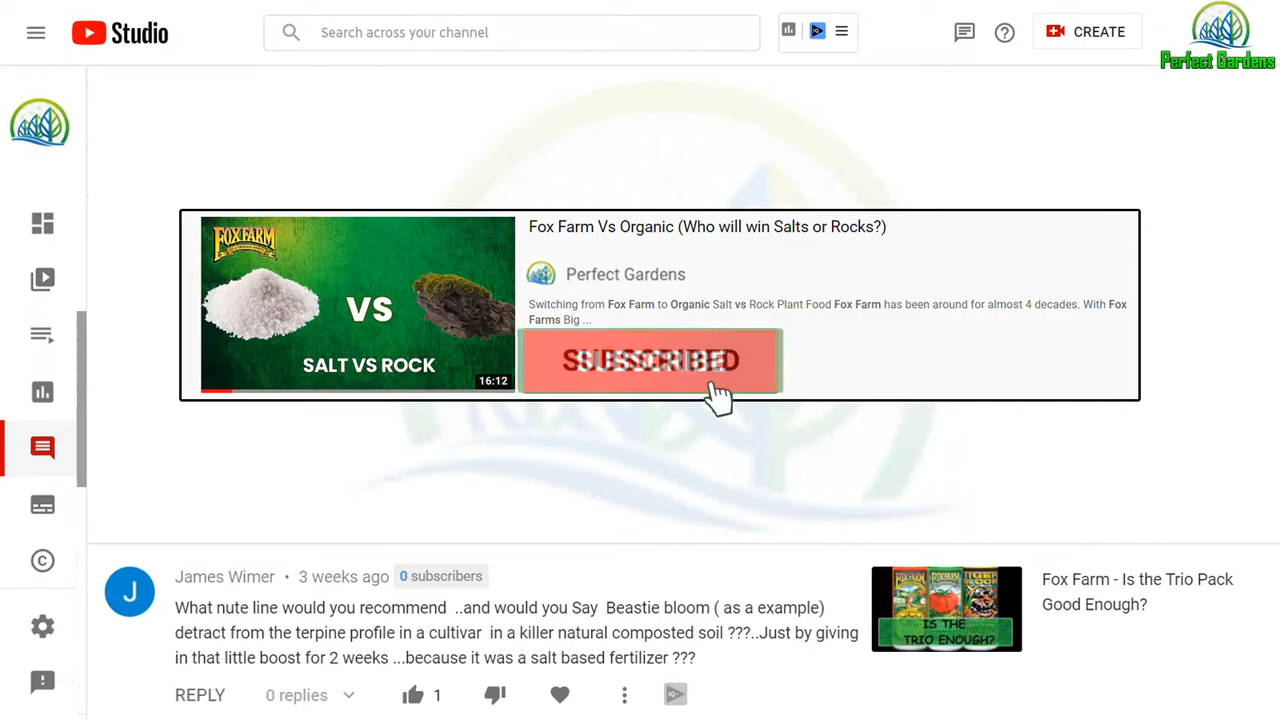 Studio
Search across your channel
CREATE
Perfect Gardens
FOXFARM
VS
SALT VS ROCK
16:12
Fox Farm Vs Organic (Who will win Salts or Rocks?)
Perfect Gardens
Switching from Fox Farm to Organic Salt vs Rock Plant Food Fox Farm has been around for almost 4 decades. With Fox
Farms Big ...
SUBSCRIBED
James Wimer • 3 weeks ago 0 subscribers
What nute line would you recommend ..and would you Say Beastie bloom ( as a example)
detract from the terpine profile in a cultivar in a killer natural composted soil ???..Just by giving
in that little boost for 2 weeks ...because it was a salt based fertilizer ???
REPLY 0 replies 1
FOXFARM FOXFARM TIGER
IS THE
TRIO ENOUGH?
Fox Farm - Is the Trio Pack
Good Enough?